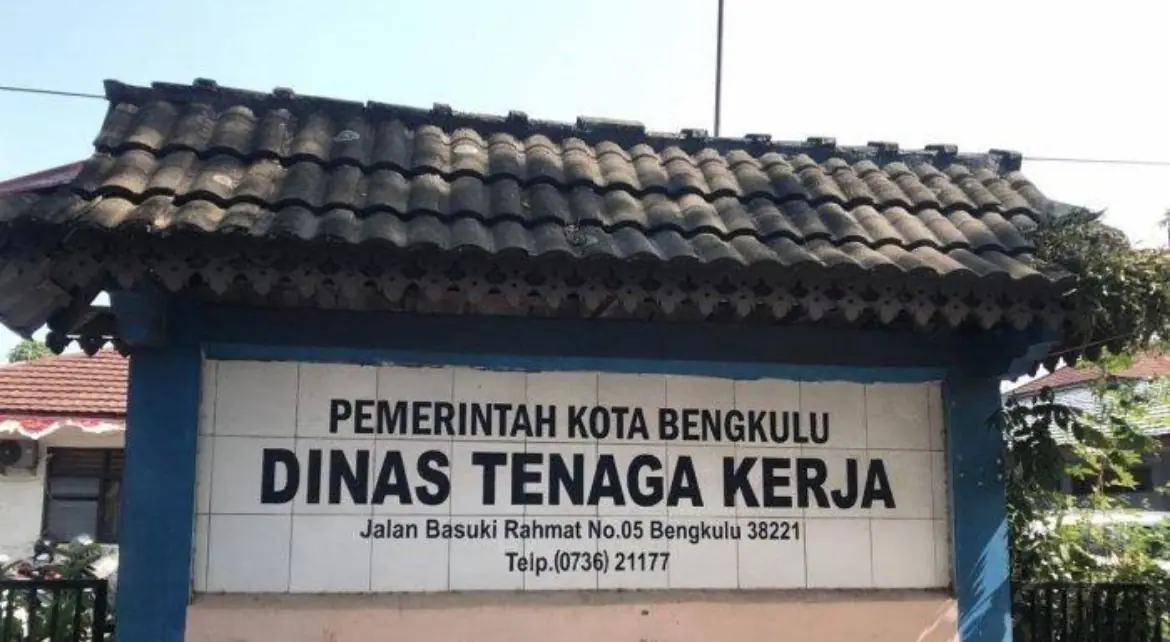 PEMERINTAH KOTA BENGKULU
DINAS TENAGA KERJA
Jalan Basuki Rahmat No.05 Bengkulu 38221
Telp.(0736) 21177